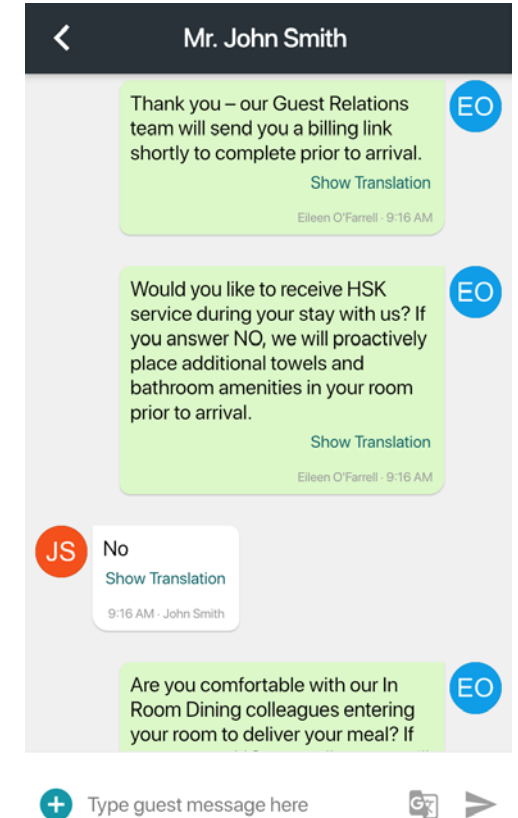 Mr. John Smith
Thank you – our Guest Relations
team will send you a billing link
shortly to complete prior to arrival.
Show Translation
Eileen O'Farrell - 9:16 AM
EO
Would you like to receive HSK
service during your stay with us? If
you answer NO, we will proactively
place additional towels and
bathroom amenities in your room
prior to arrival.
Show Translation
Eileen O'Farrell - 9:16 AM
EO
JS
No
Show Translation
9:16 AM - John Smith
Are you comfortable with our In
Room Dining colleagues entering
your room to deliver your meal? If
EO
Type guest message here